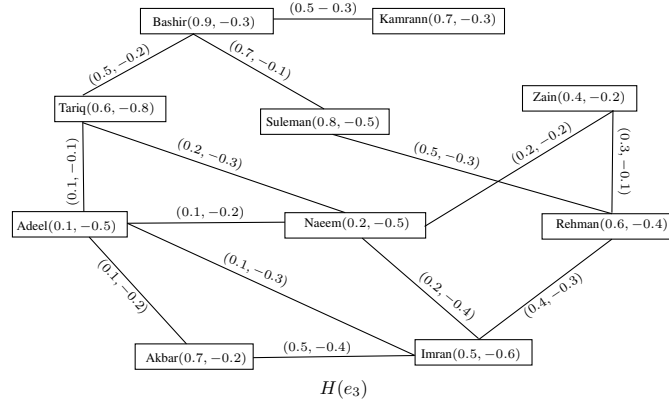 Bashir(0.9, −0.3)
(0.5 − 0.3)
Kamrann(0.7, −0.3)
(0.5, −0.2)
(0.7, −0.1)
Zain(0.4, −0.2)
Tariq(0.6, −0.8)
Suleman(0.8, −0.5)
(0.2, −0.2)
(0.3, −0.1)
(0.1, −0.1)
(0.2, −0.3)
(0.5, −0.3)
Adeel(0.1, −0.5)
(0.1, −0.2)
Naeem(0.2, −0.5)
Rehman(0.6, −0.4)
(0.1, −0.2)
(0.1, −0.3)
(0.2, −0.4)
(0.4, −0.3)
Akbar(0.7, −0.2)
(0.5, −0.4)
Imran(0.5, −0.6)
H(e₃)